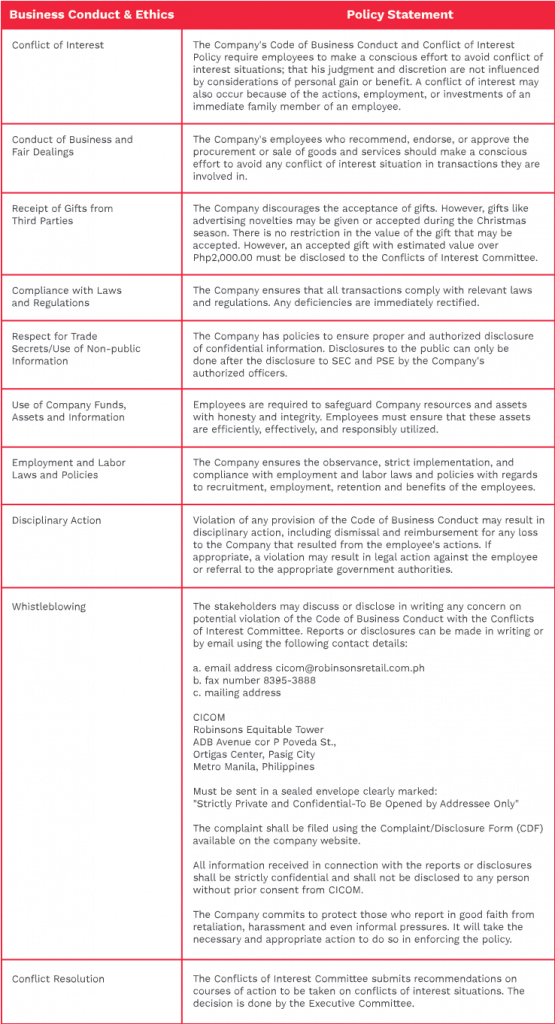 Business Conduct & Ethics
Policy Statement
Conflict of Interest
The Company's Code of Business Conduct and Conflict of Interest
Policy require employees to make a conscious effort to avoid conflict of
interest situations; that his judgment and discretion are not influenced
by considerations of personal gain or benefit. A conflict of interest may
also occur because of the actions, employment, or investments of an
immediate family member of an employee.
Conduct of Business and
Fair Dealings
The Company's employees who recommend, endorse, or approve the
procurement or sale of goods and services should make a conscious
effort to avoid any conflict of interest situation in transactions they are
involved in.
Receipt of Gifts from
Third Parties
The Company discourages the acceptance of gifts. However, gifts like
advertising novelties may be given or accepted during the Christmas
season. There is no restriction in the value of the gift that may be
accepted. However, an accepted gift with estimated value over
Php2,000.00 must be disclosed to the Conflicts of Interest Committee.
Compliance with Laws
and Regulations
The Company ensures that all transactions comply with relevant laws
and regulations. Any deficiencies are immediately rectified.
Respect for Trade
Secrets/Use of Non-public
Information
The Company has policies to ensure proper and authorized disclosure
of confidential information. Disclosures to the public can only be
done after the disclosure to SEC and PSE by the Company's
authorized officers.
Use of Company Funds,
Assets and Information
Employees are required to safeguard Company resources and assets
with honesty and integrity. Employees must ensure that these assets
are efficiently, effectively, and responsibly utilized.
Employment and Labor
Laws and Policies
The Company ensures the observance, strict implementation, and
compliance with employment and labor laws and policies with regards
to recruitment, employment, retention and benefits of the employees.
Disciplinary Action
Violation of any provision of the Code of Business Conduct may result in
disciplinary action, including dismissal and reimbursement for any loss
to the Company that resulted from the employee's actions. If
appropriate, a violation may result in legal action against the employee
or referral to the appropriate government authorities.
Whistleblowing
The stakeholders may discuss or disclose in writing any concern on
potential violation of the Code of Business Conduct with the Conflicts
of Interest Committee. Reports or disclosures can be made in writing or
by email using the following contact details:
a. email address cicom@robinsonsretail.com.ph
b. fax number 8395-3888
c. mailing address
CICOM
Robinsons Equitable Tower
ADB Avenue cor P Poveda St.,
Ortigas Center, Pasig City
Metro Manila, Philippines
Must be sent in a sealed envelope clearly marked:
"Strictly Private and Confidential-To Be Opened by Addressee Only"
The complaint shall be filed using the Complaint/Disclosure Form (CDF)
available on the company website.
All information received in connection with the reports or disclosures
shall be strictly confidential and shall not be disclosed to any person
without prior consent from CICOM.
The Company commits to protect those who report in good faith from
retaliation, harassment and even informal pressures. It will take the
necessary and appropriate action to do so in enforcing the policy.
Conflict Resolution
The Conflicts of Interest Committee submits recommendations on
courses of action to be taken on conflicts of interest situations. The
decision is done by the Executive Committee.